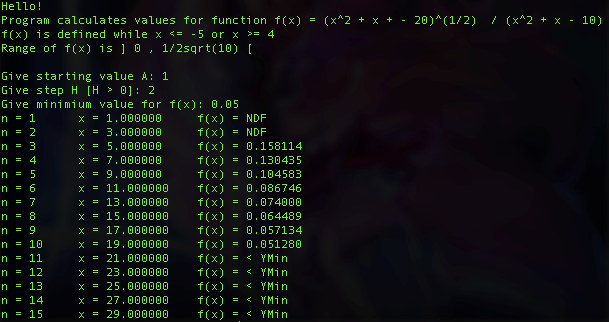 Hello!
Program calculates values for function f(x) = (x^2 + x + - 20)^(1/2)  / (x^2 + x - 10)
f(x) is defined while x <= -5 or x >= 4
Range of f(x) is ] 0 , 1/2sqrt(10) [
Give starting value A: 1
Give step H [H > 0]: 2
Give minimium value for f(x): 0.05
n = 1 x = 1.000000 f(x) = NDF
n = 2 x = 3.000000 f(x) = NDF
n = 3 x = 5.000000 f(x) = 0.158114
n = 4 x = 7.000000 f(x) = 0.130435
n = 5 x = 9.000000 f(x) = 0.104583
n = 6 x = 11.000000 f(x) = 0.086746
n = 7 x = 13.000000 f(x) = 0.074000
n = 8 x = 15.000000 f(x) = 0.064489
n = 9 x = 17.000000 f(x) = 0.057134
n = 10 x = 19.000000 f(x) = 0.051280
n = 11 x = 21.000000 f(x) = < YMin
n = 12 x = 23.000000 f(x) = < YMin
n = 13 x = 25.000000 f(x) = < YMin
n = 14 x = 27.000000 f(x) = < YMin
n = 15 x = 29.000000 f(x) = < YMin